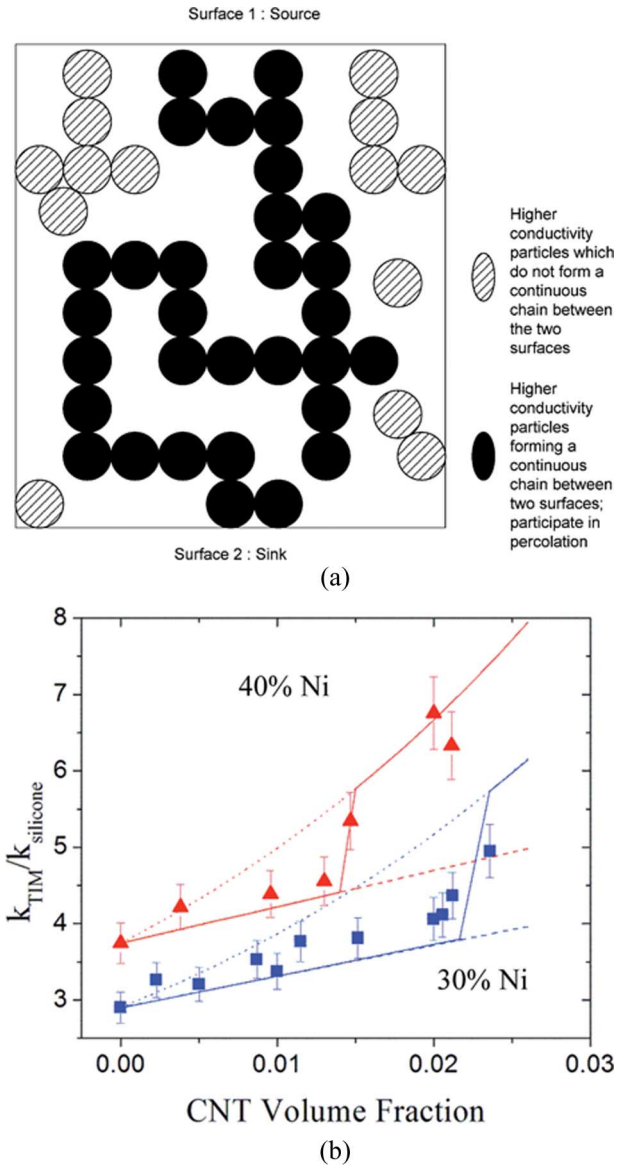 Surface 1 : Source
Higher
conductivity
particles which
do not form a
continuous
chain between
the two
surfaces
Higher
conductivity
particles
forming a
continuous
chain between
two surfaces;
participate in
percolation
Surface 2 : Sink
(a)
8
7
6
5
4
3
40% Ni
30% Ni
kTIM/ksilicone
0.00 0.01 0.02 0.03
CNT Volume Fraction
(b)